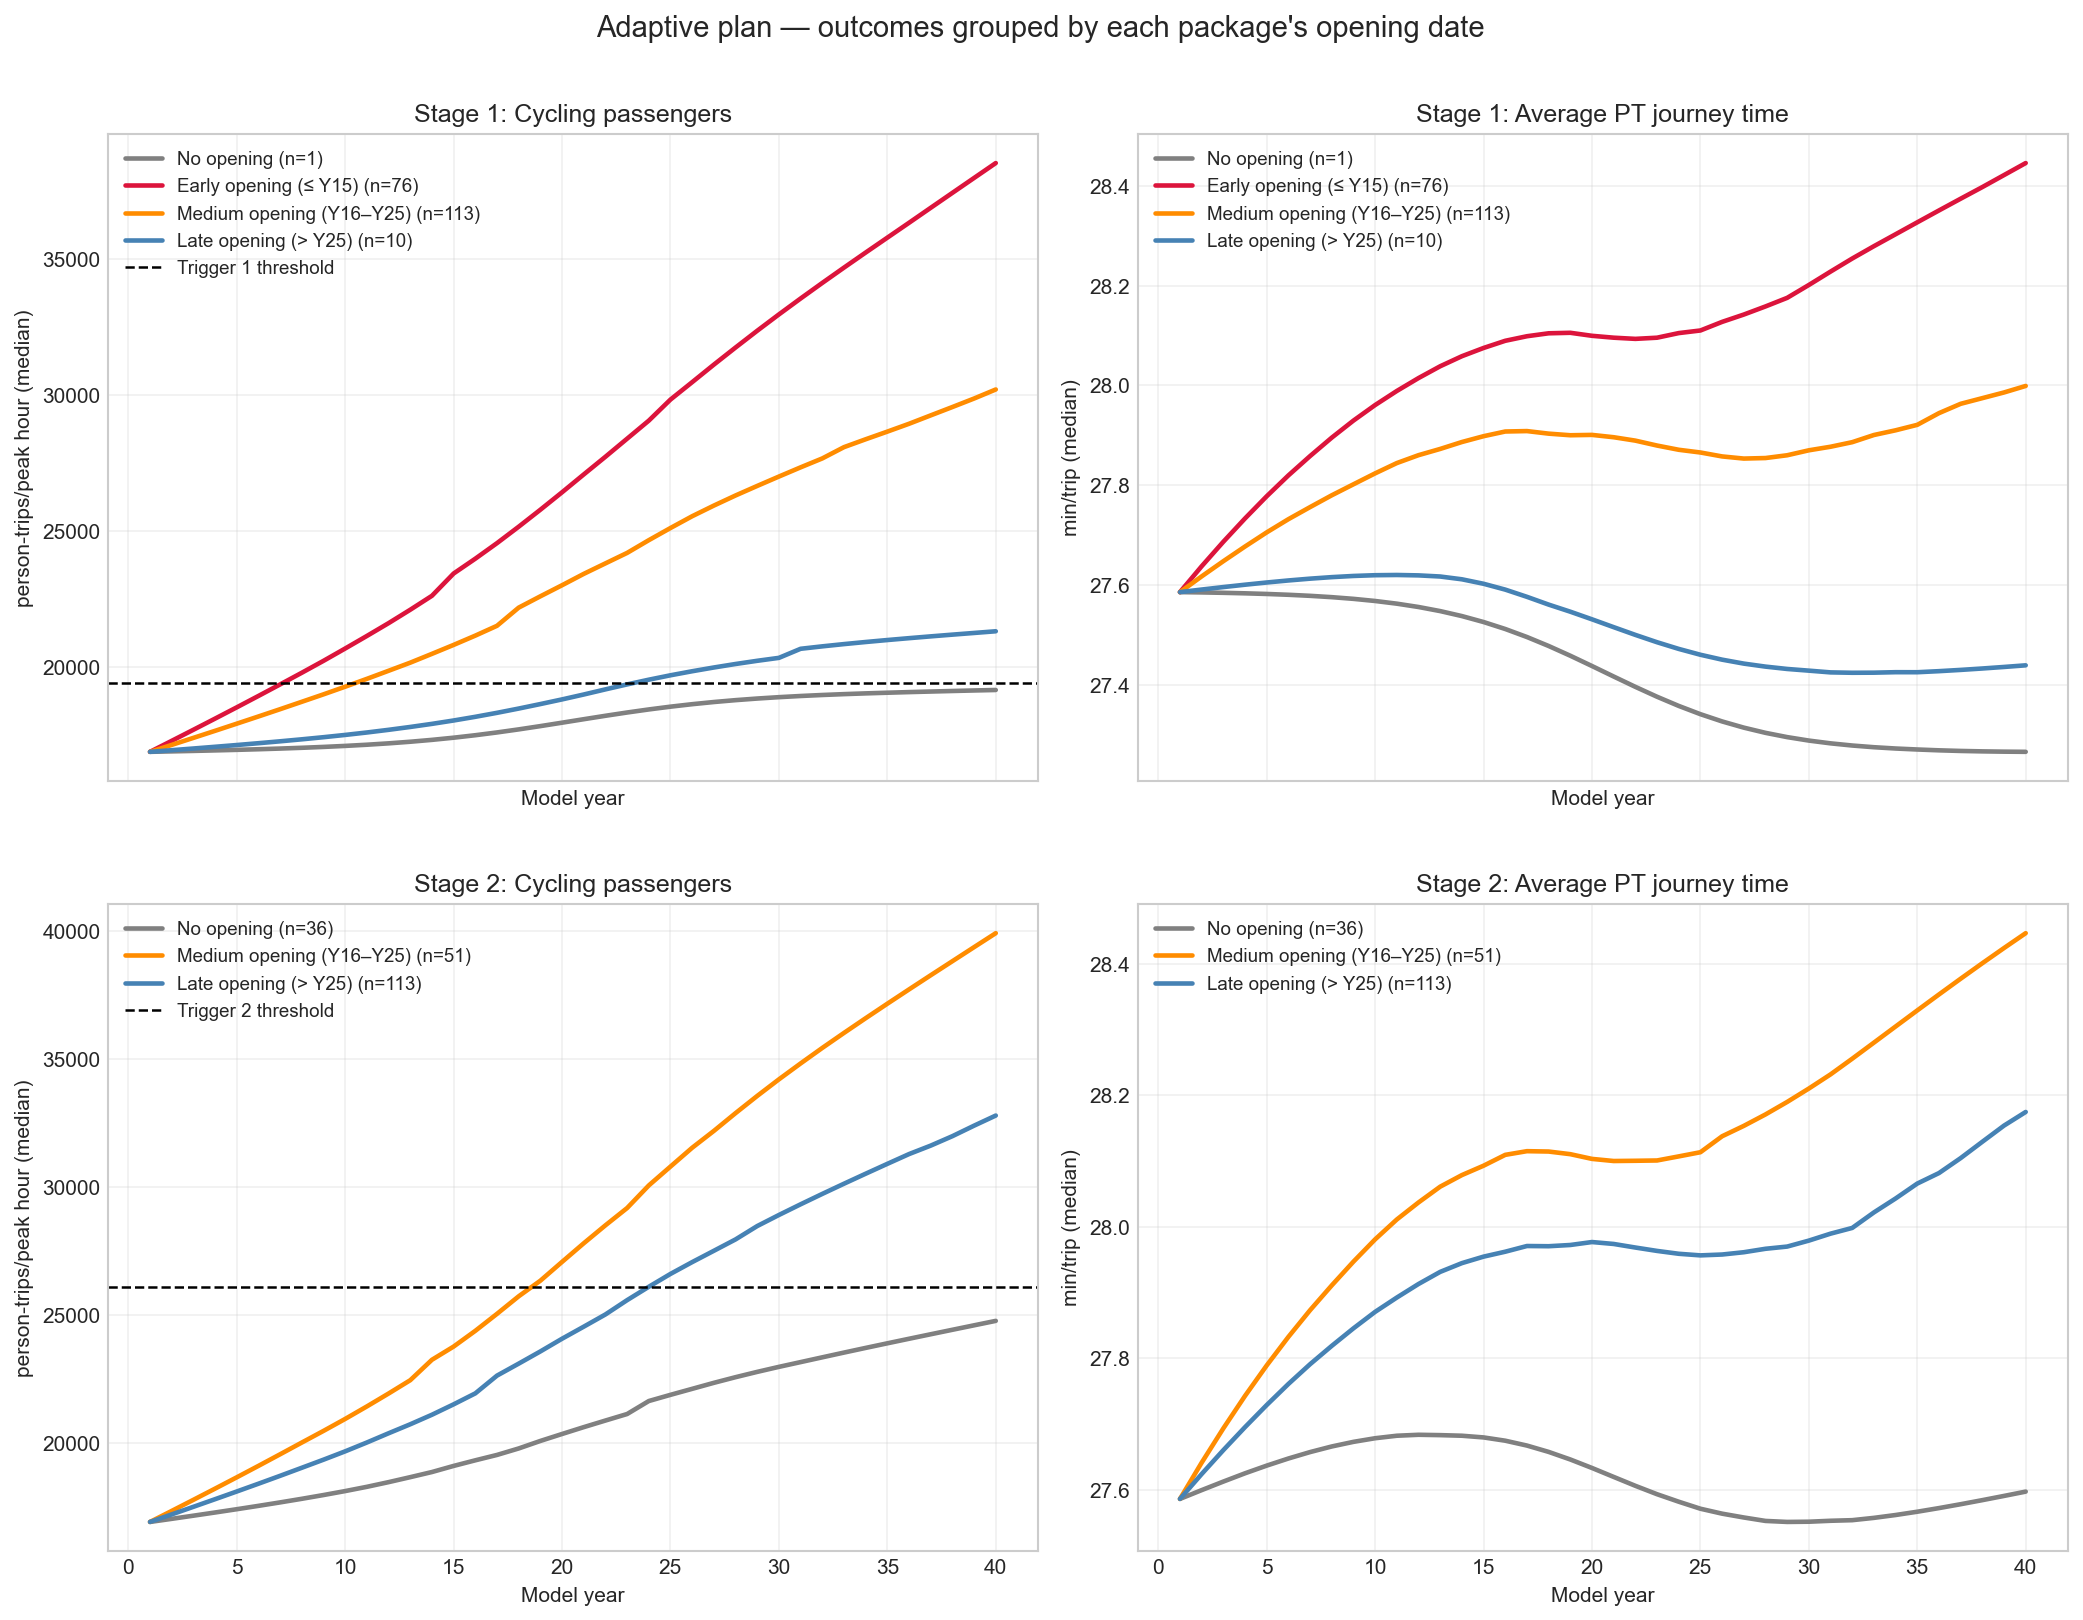 Adaptive plan — outcomes grouped by each package's opening date
Stage 1: Cycling passengers
person-trips/peak hour (median)
35000
30000
25000
20000
No opening (n=1)
Early opening (≤ Y15) (n=76)
Medium opening (Y16–Y25) (n=113)
Late opening (> Y25) (n=10)
Trigger 1 threshold
Model year
Stage 1: Average PT journey time
min/trip (median)
28.4
28.2
28.0
27.8
27.6
27.4
No opening (n=1)
Early opening (≤ Y15) (n=76)
Medium opening (Y16–Y25) (n=113)
Late opening (> Y25) (n=10)
Model year
Stage 2: Cycling passengers
person-trips/peak hour (median)
40000
35000
30000
25000
20000
No opening (n=36)
Medium opening (Y16–Y25) (n=51)
Late opening (> Y25) (n=113)
Trigger 2 threshold
0 5 10 15 20 25 30 35 40
Model year
Stage 2: Average PT journey time
min/trip (median)
28.4
28.2
28.0
27.8
27.6
No opening (n=36)
Medium opening (Y16–Y25) (n=51)
Late opening (> Y25) (n=113)
0 5 10 15 20 25 30 35 40
Model year